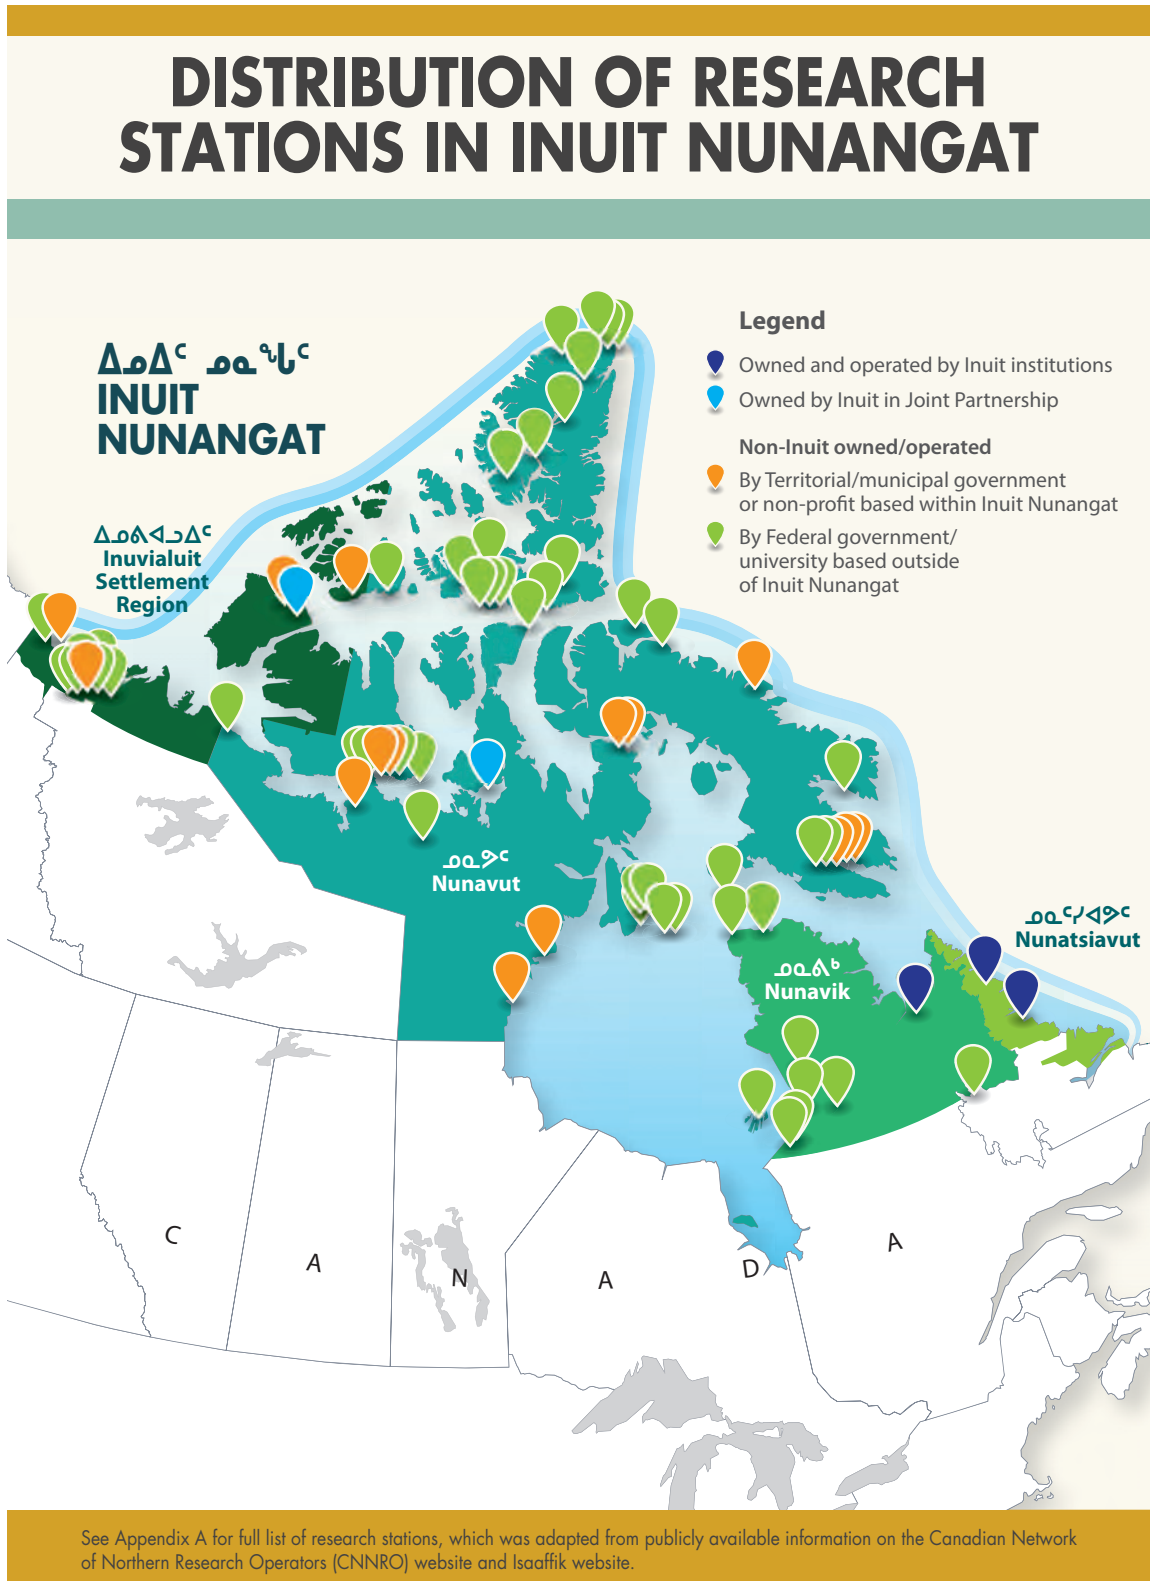 DISTRIBUTION OF RESEARCH
STATIONS IN INUIT NUNANGAT
ᐃᓄᐃᑦ ᓄᓇᖓᑦ
INUIT
NUNANGAT
ᐃᓄᕕᐊᓗᐃᑦ
Inuvialuit
Settlement
Region
Legend
Owned and operated by Inuit institutions
Owned by Inuit in Joint Partnership
Non-Inuit owned/operated
By Territorial/municipal government
or non-profit based within Inuit Nunangat
By Federal government/
university based outside
of Inuit Nunangat
ᓄᓇᕗᑦ
Nunavut
ᓄᓇᑦᓯᐊᕗᑦ
Nunatsiavut
ᓄᓇᕕᒃ
Nunavik
C A N A D A
See Appendix A for full list of research stations, which was adapted from publicly available information on the Canadian Network
of Northern Research Operators (CNNRO) website and Isaaffik website.